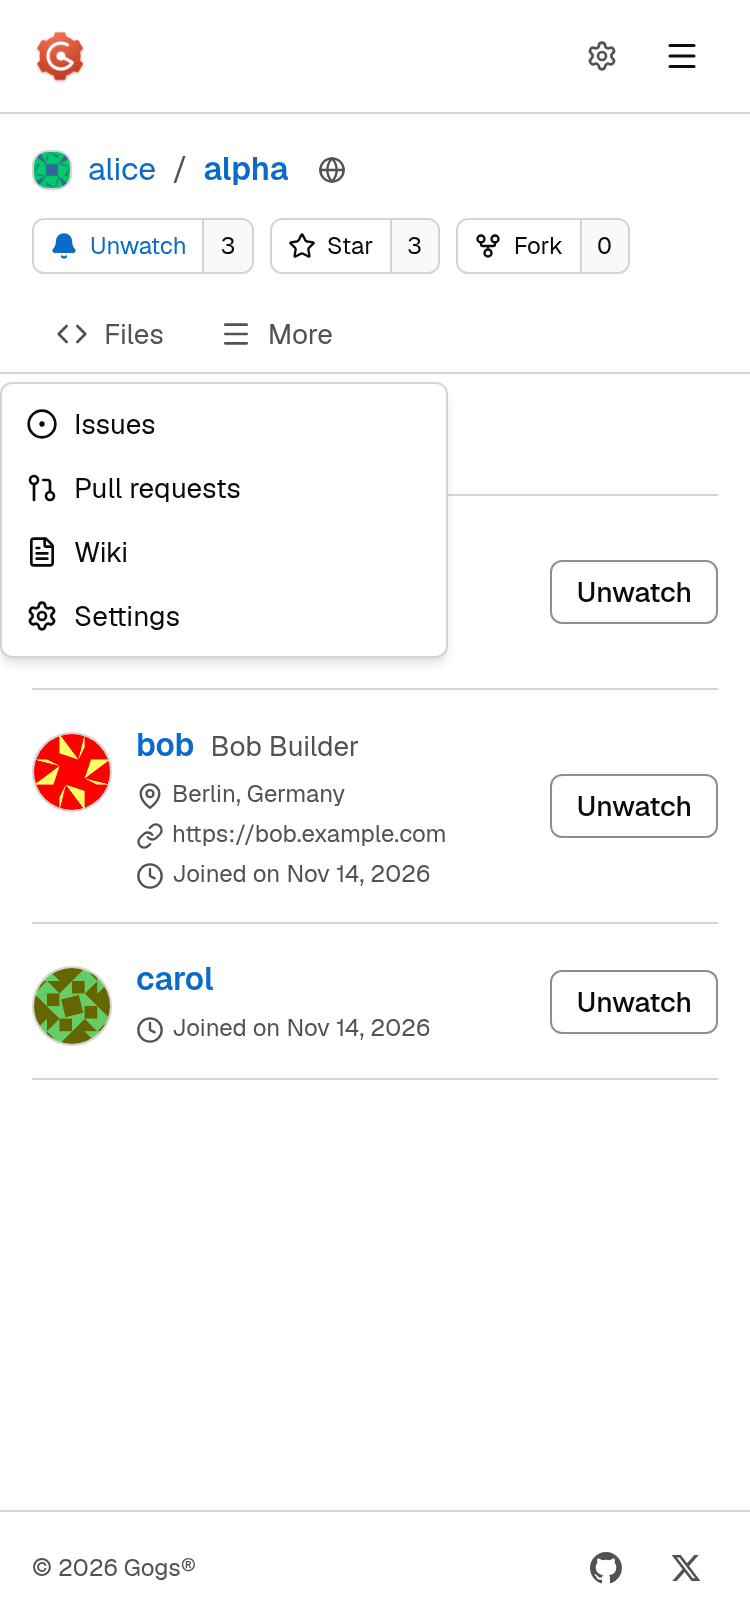 alice / alpha
Unwatch 3 Star 3 Fork 0
Files More
Issues
Pull requests
Wiki
Settings
Unwatch
bob Bob Builder
Berlin, Germany
https://bob.example.com
Joined on Nov 14, 2026
Unwatch
carol
Joined on Nov 14, 2026
Unwatch
© 2026 Gogs®